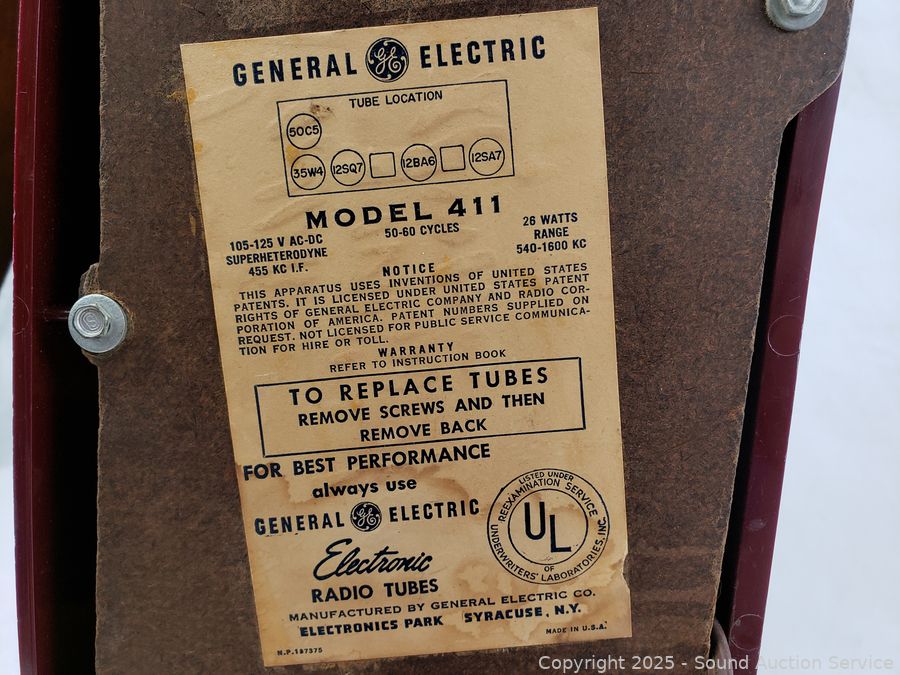 GENERAL GE ELECTRIC
TUBE LOCATION
50C5
35W4 12SQ7 12BA6 12SA7
MODEL 411
105-125 V AC-DC
SUPERHETERODYNE
455 KC I.F.
50-60 CYCLES
26 WATTS
RANGE
540-1600 KC
NOTICE
THIS APPARATUS USES INVENTIONS OF UNITED STATES
PATENTS. IT IS LICENSED UNDER UNITED STATES PATENT
RIGHTS OF GENERAL ELECTRIC COMPANY AND RADIO COR-
PORATION OF AMERICA. PATENT NUMBERS SUPPLIED ON
REQUEST. NOT LICENSED FOR PUBLIC SERVICE COMMUNICA-
TION FOR HIRE OR TOLL.
WARRANTY
REFER TO INSTRUCTION BOOK
TO REPLACE TUBES
REMOVE SCREWS AND THEN
REMOVE BACK
FOR BEST PERFORMANCE
always use
GENERAL GE ELECTRIC
Electronic
RADIO TUBES
LISTED UNDER
REEXAMINATION SERVICE
UL
OF
UNDERWRITERS' LABORATORIES, INC.
MANUFACTURED BY GENERAL ELECTRIC CO.
ELECTRONICS PARK SYRACUSE, N.Y.
N.P. 187375
MADE IN U.S.A.
Copyright © 2025 - Sound Auction Service